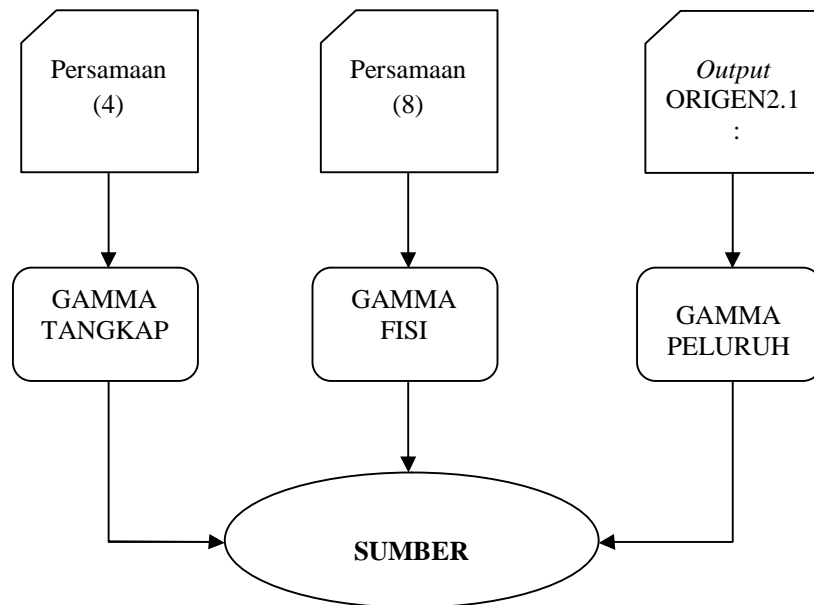 Persamaan
(4)
Persamaan
(8)
Output
ORIGEN2.1
:
GAMMA
TANGKAP
GAMMA
FISI
GAMMA
PELURUH
SUMBER